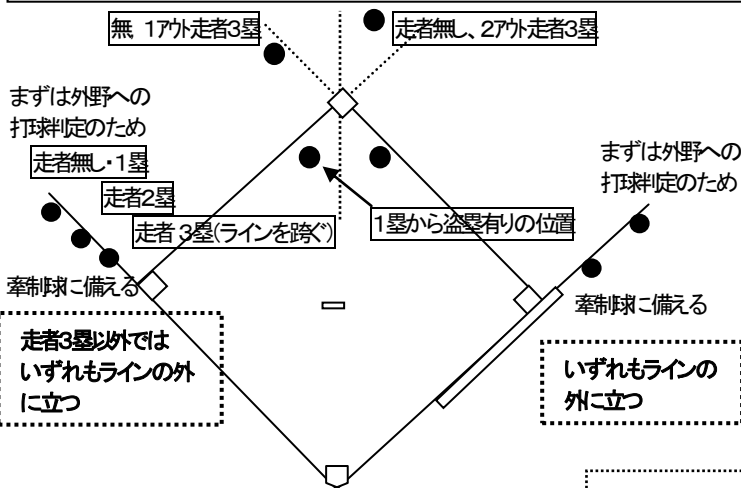 無、1アウト走者3塁
走者無し、2アウト走者3塁
まずは外野への
打球判定のため
走者無し・1塁
走者2塁
走者3塁(ラインを跨ぐ)
1塁から盗塁有りの位置
まずは外野への
打球判定のため
牽制球に備える
牽制球に備える
走者3塁以外では
いずれもラインの外
に立つ
いずれもラインの
外に立つ